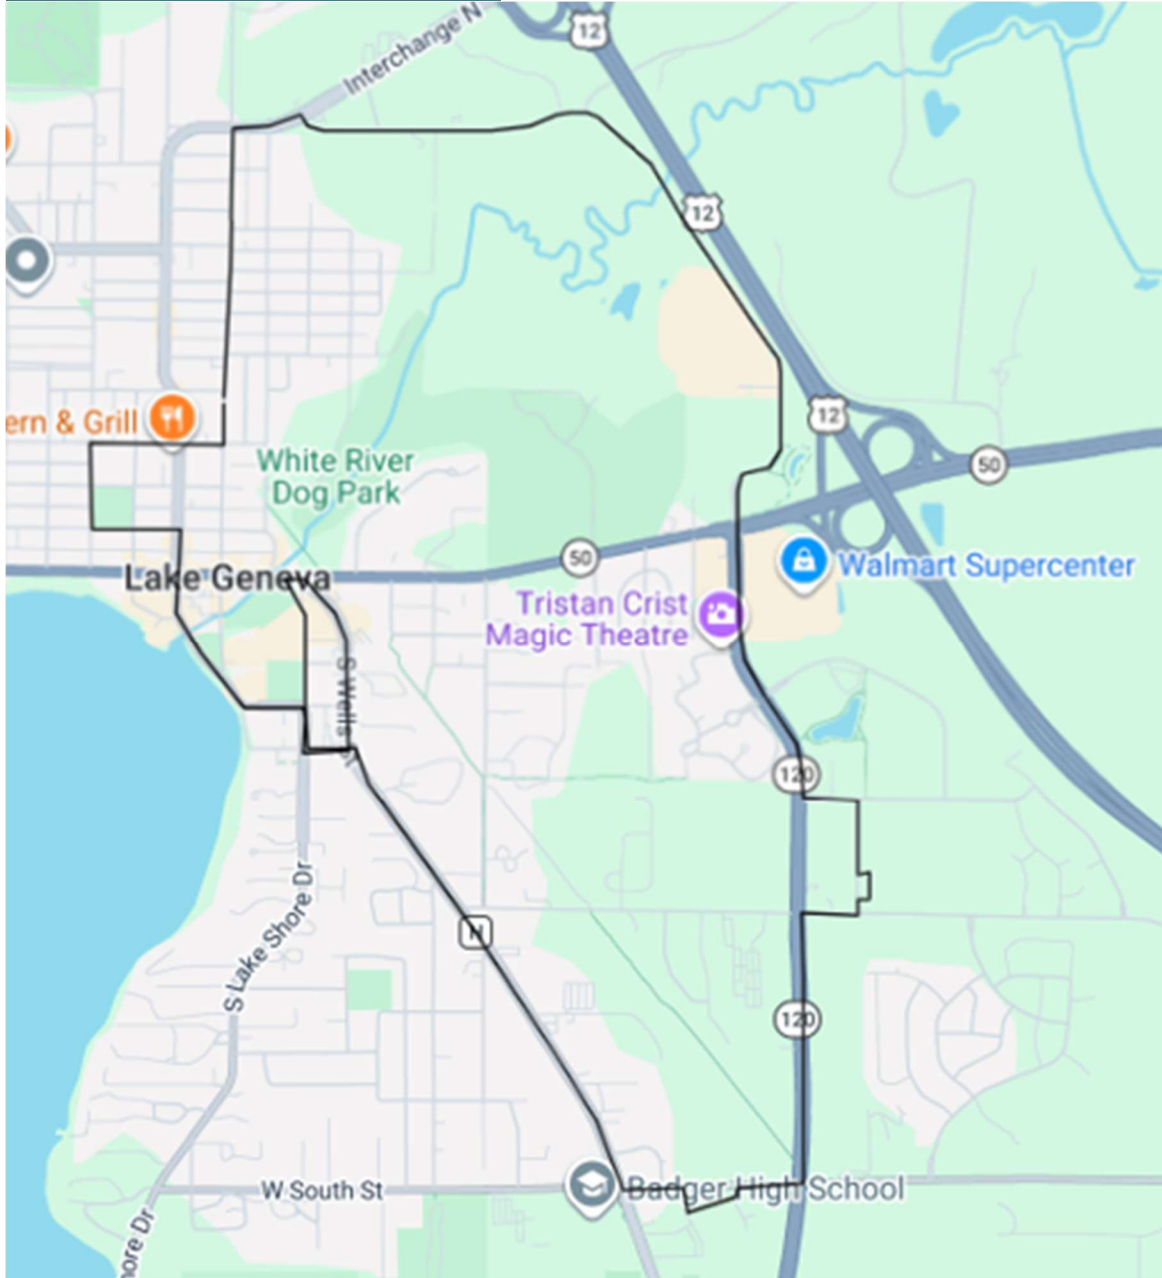 12
Interchange N
12
12
ern & Grill
50
White River
Dog Park
50
Walmart Supercenter
Lake Geneva
Tristan Crist
Magic Theatre
S Wells
120
S Lake Shore Dr
H
120
W South St
Badger High School
ore Dr